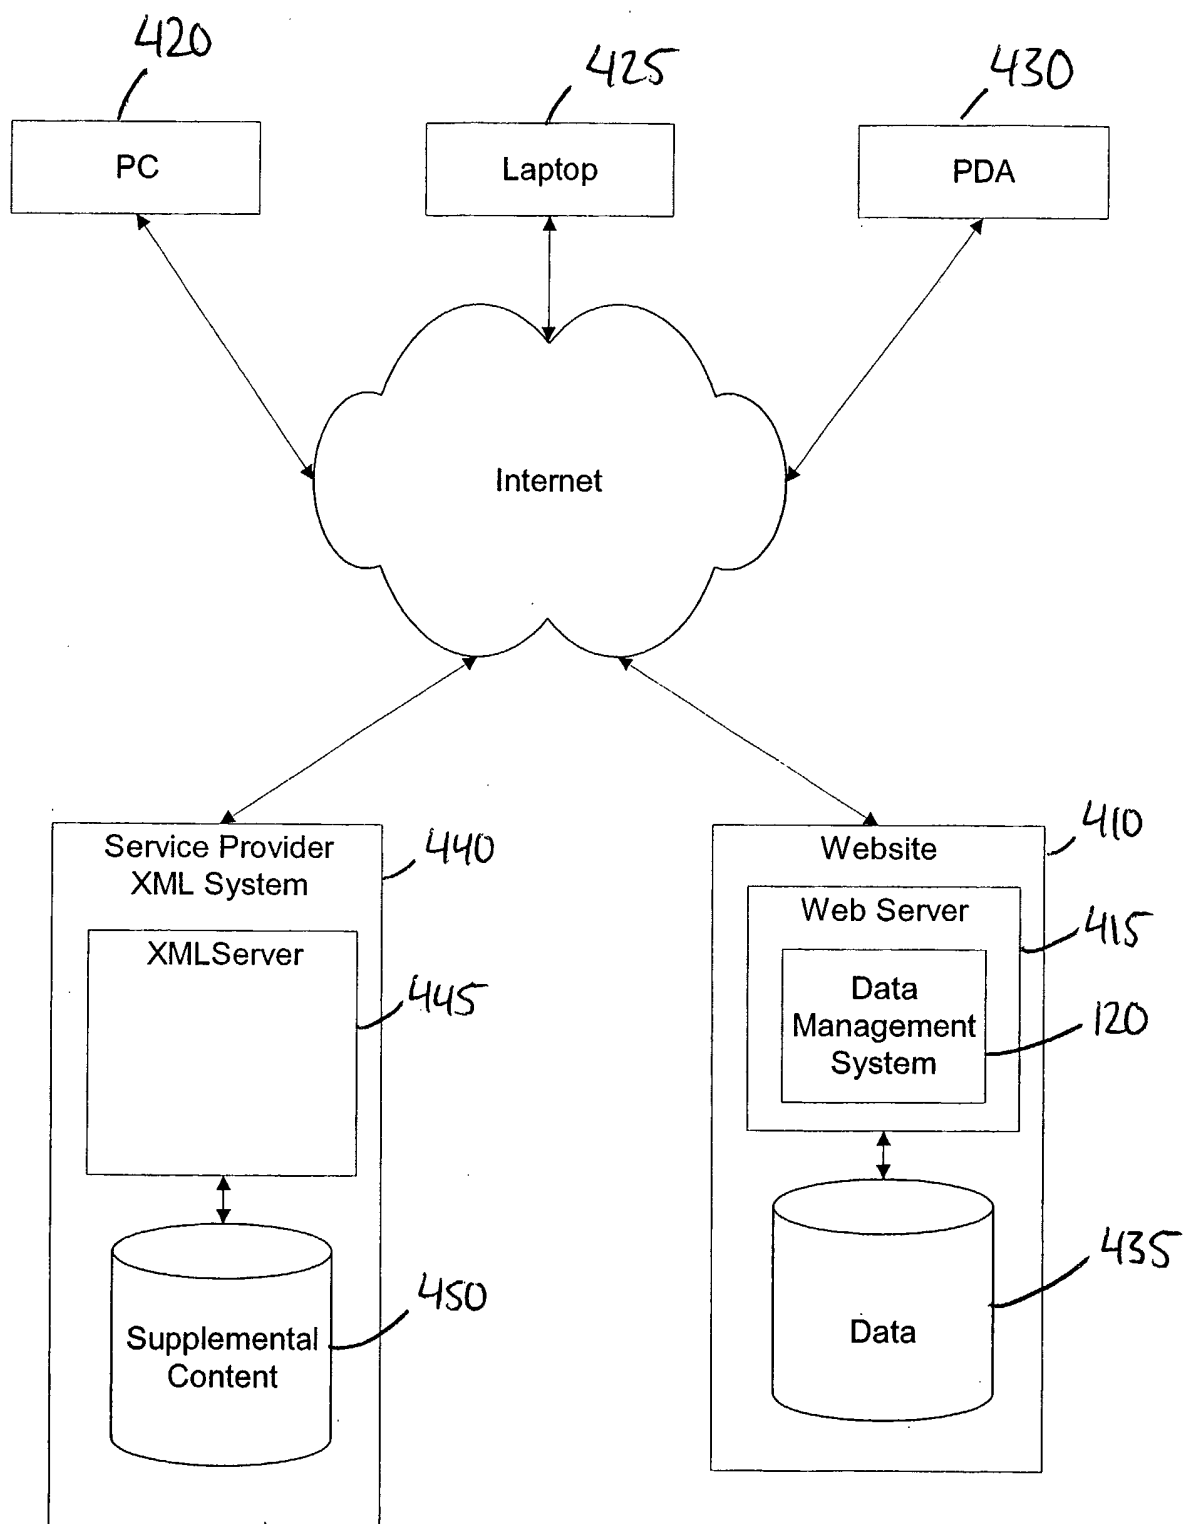 420
425
430
PC
Laptop
PDA
Internet
Service Provider
XML System
440
XMLServer
445
Supplemental
Content
450
Website
410
Web Server
415
Data
Management
System
120
Data
435